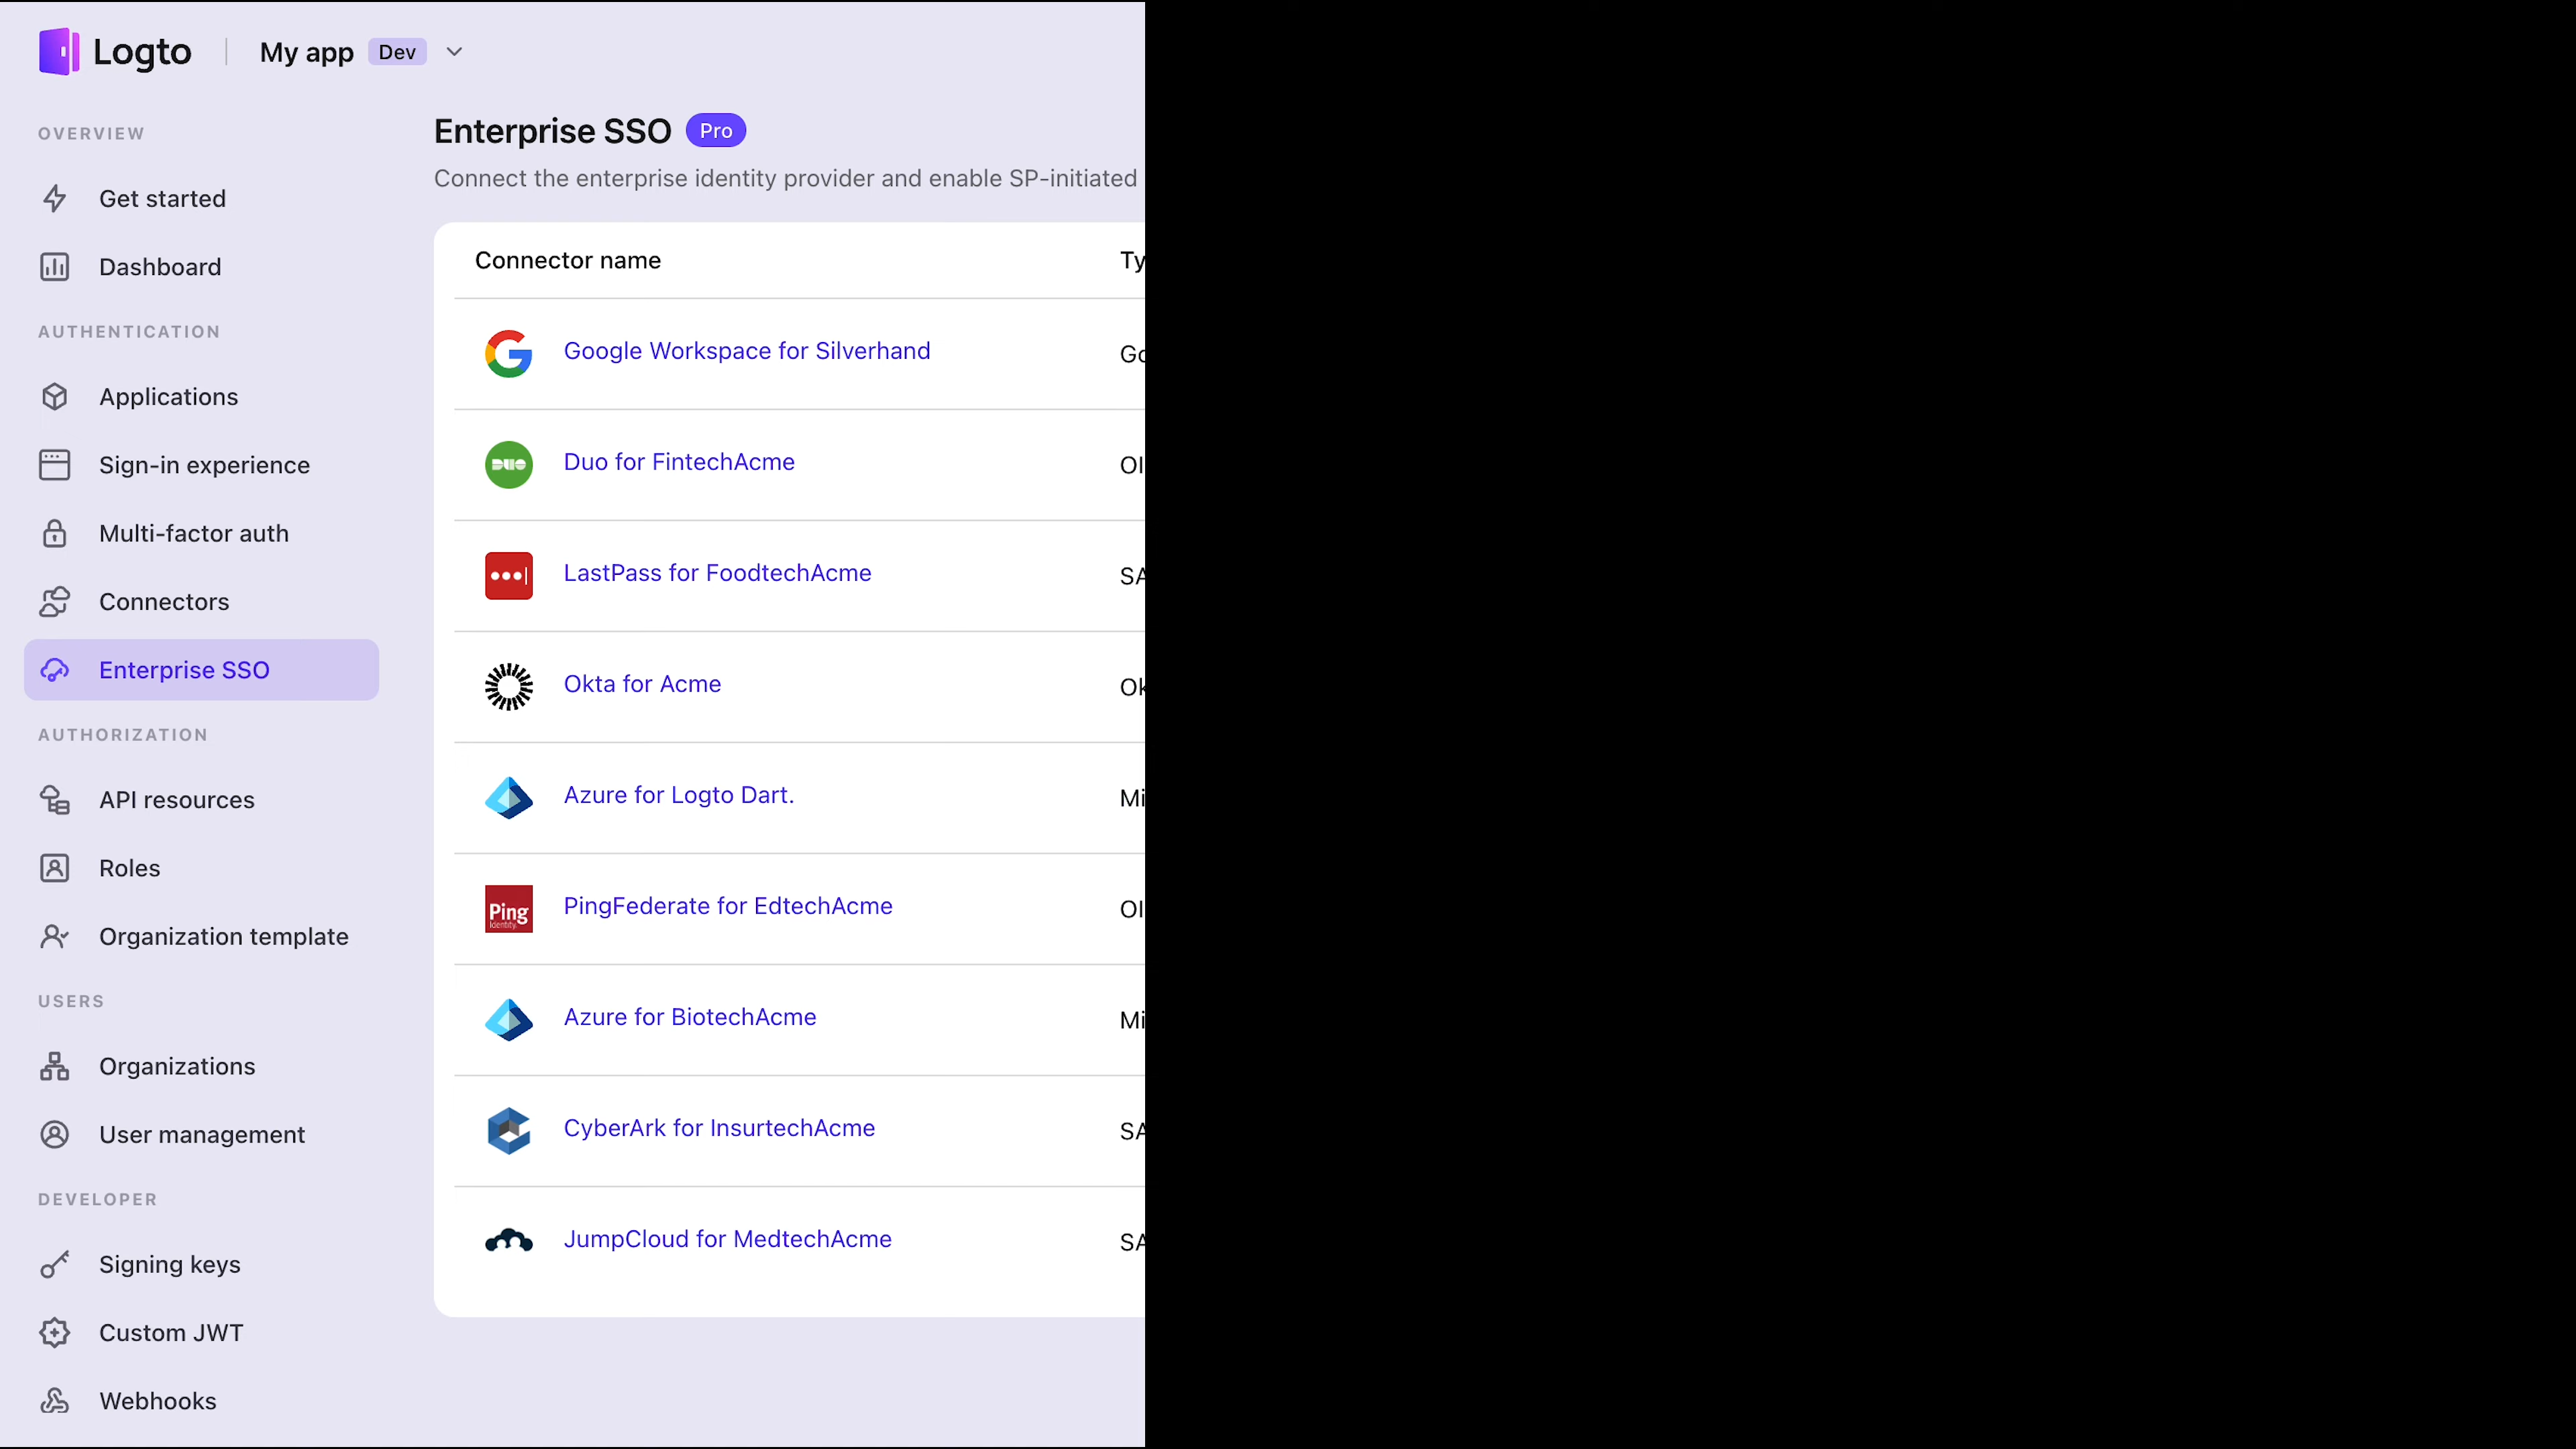 Logto
My app Dev
OVERVIEW
Get started
Dashboard
AUTHENTICATION
Applications
Sign-in experience
Multi-factor auth
Connectors
Enterprise SSO
AUTHORIZATION
API resources
Roles
Organization template
USERS
Organizations
User management
DEVELOPER
Signing keys
Custom JWT
Webhooks
Enterprise SSO Pro
Connect the enterprise identity provider and enable SP-initiated
Connector name
Google Workspace for Silverhand
DUO
Duo for FintechAcme
LastPass for FoodtechAcme
Okta for Acme
Azure for Logto Dart.
Mi
Ping
Identity.
PingFederate for EdtechAcme
Azure for BiotechAcme
Mi
CyberArk for InsurtechAcme
JumpCloud for MedtechAcme